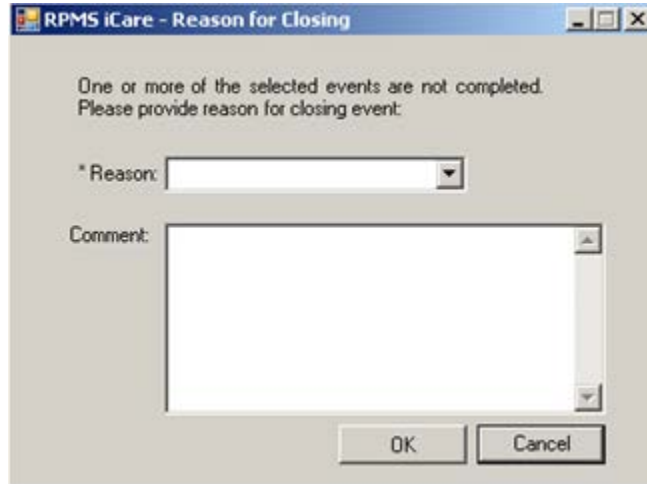 RPMS iCare - Reason for Closing
One or more of the selected events are not completed.
Please provide reason for closing event:
* Reason:
Comment:
OK Cancel